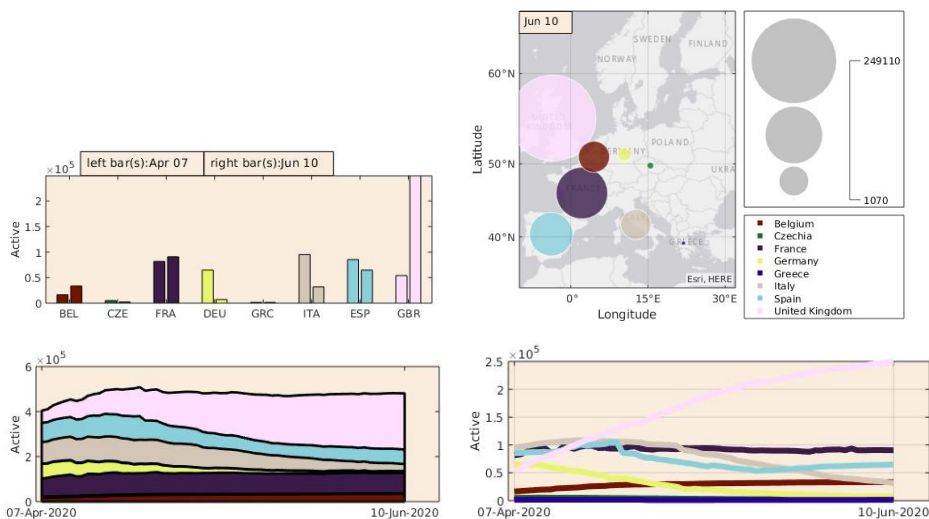 left bar(s):Apr 07 right bar(s):Jun 10
×10⁵
2
1.5
1
0.5
0
Active
BEL CZE FRA DEU GRC ITA ESP GBR
Jun 10
SWEDEN
FINLAND
NORWAY
60°N
UNITED
KINGDOM
POLAND
GERMANY
50°N
UKRA
FRANCE
GREECE
40°N
Esri, HERE
Latitude
0° 15°E 30°E
Longitude
249110
1070
Belgium
Czechia
France
Germany
Greece
Italy
Spain
United Kingdom
×10⁵
6
4
2
0
Active
07-Apr-2020 10-Jun-2020
×10⁵
2.5
2
1.5
1
0.5
0
Active
07-Apr-2020 10-Jun-2020